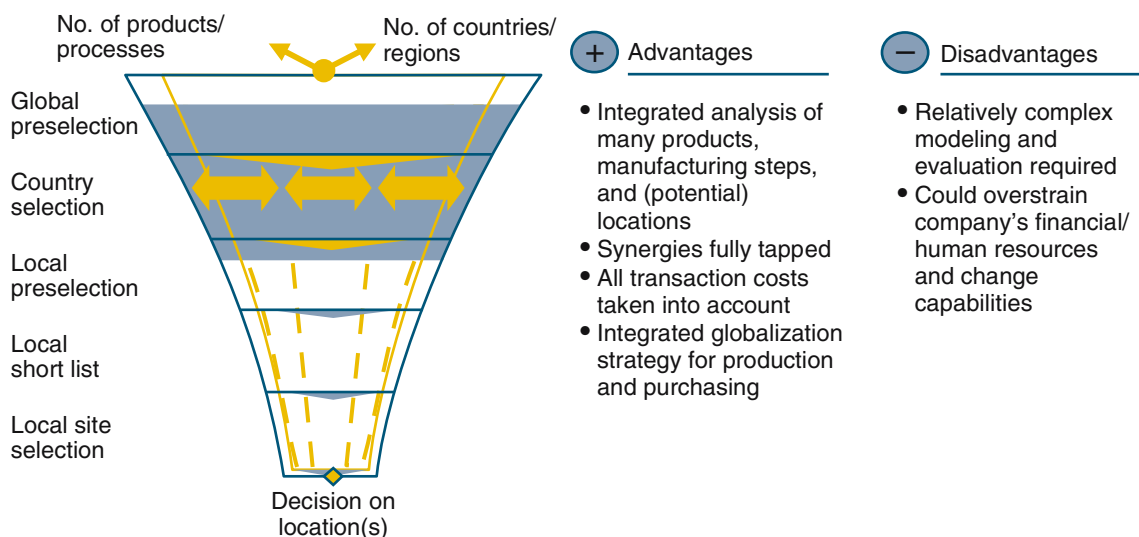 No. of products/
processes
No. of countries/
regions
Global
preselection
Country
selection
Local
preselection
Local
short list
Local site
selection
Decision on
location(s)
+ Advantages
• Integrated analysis of
many products,
manufacturing steps,
and (potential)
locations
• Synergies fully tapped
• All transaction costs
taken into account
• Integrated globalization
strategy for production
and purchasing
− Disadvantages
• Relatively complex
modeling and
evaluation required
• Could overstrain
company’s financial/
human resources
and change
capabilities